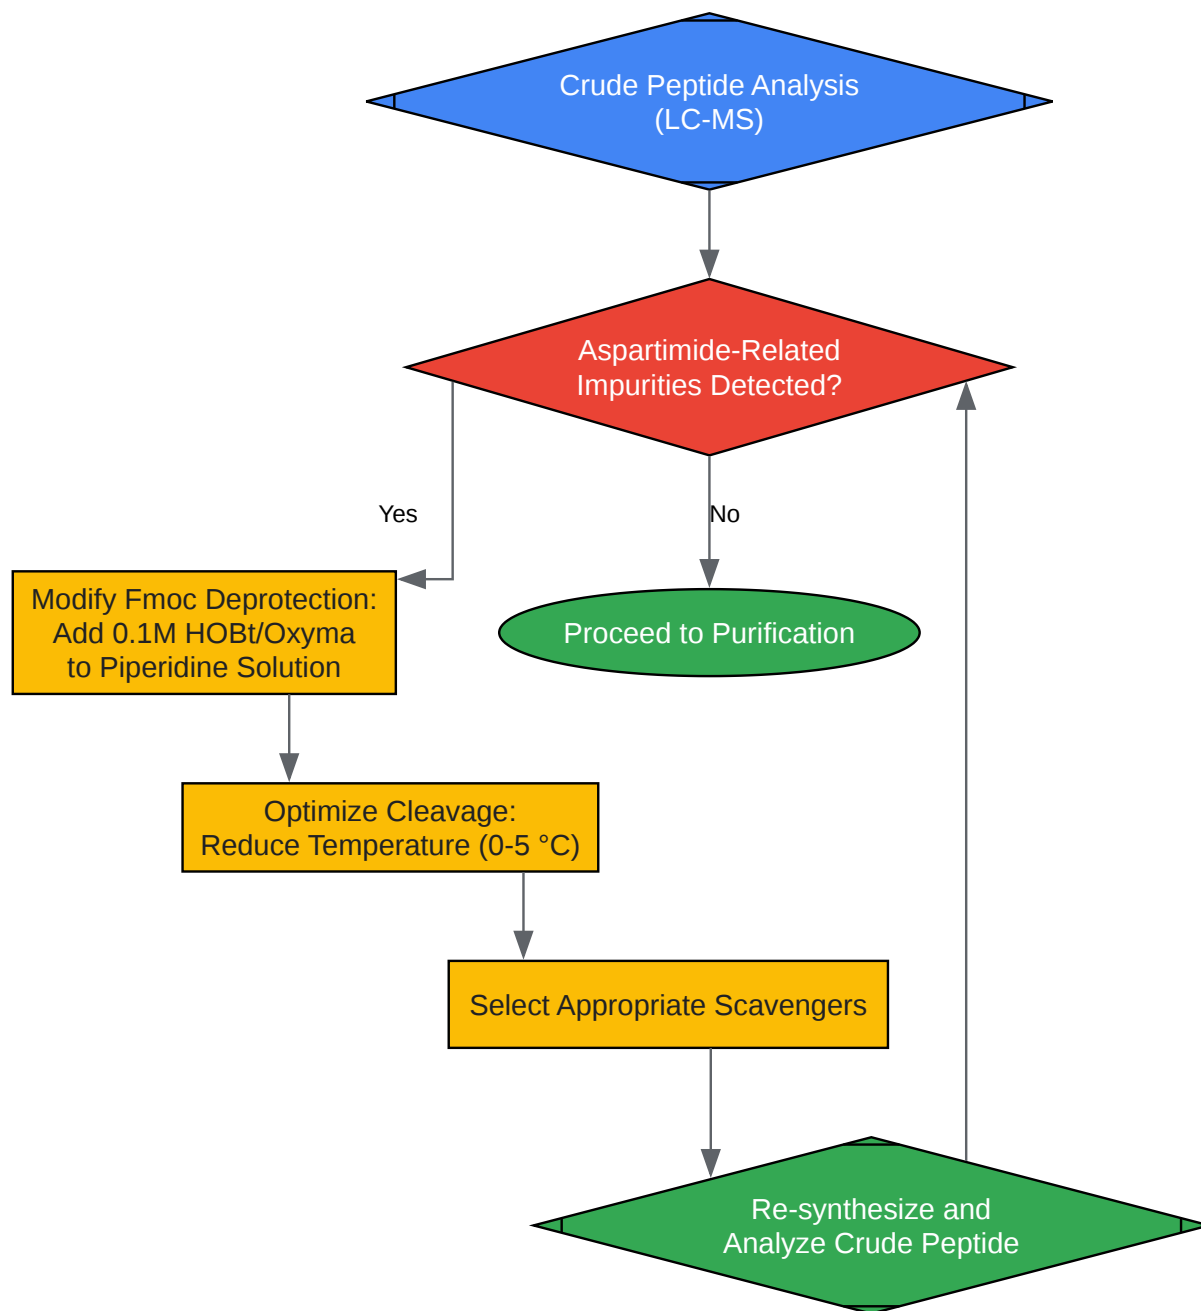 Crude Peptide Analysis
(LC-MS)
Aspartimide-Related
Impurities Detected?
Yes
No
Modify Fmoc Deprotection:
Add 0.1M HOBt/Oxyma
to Piperidine Solution
Proceed to Purification
Optimize Cleavage:
Reduce Temperature (0-5 °C)
Select Appropriate Scavengers
Re-synthesize and
Analyze Crude Peptide